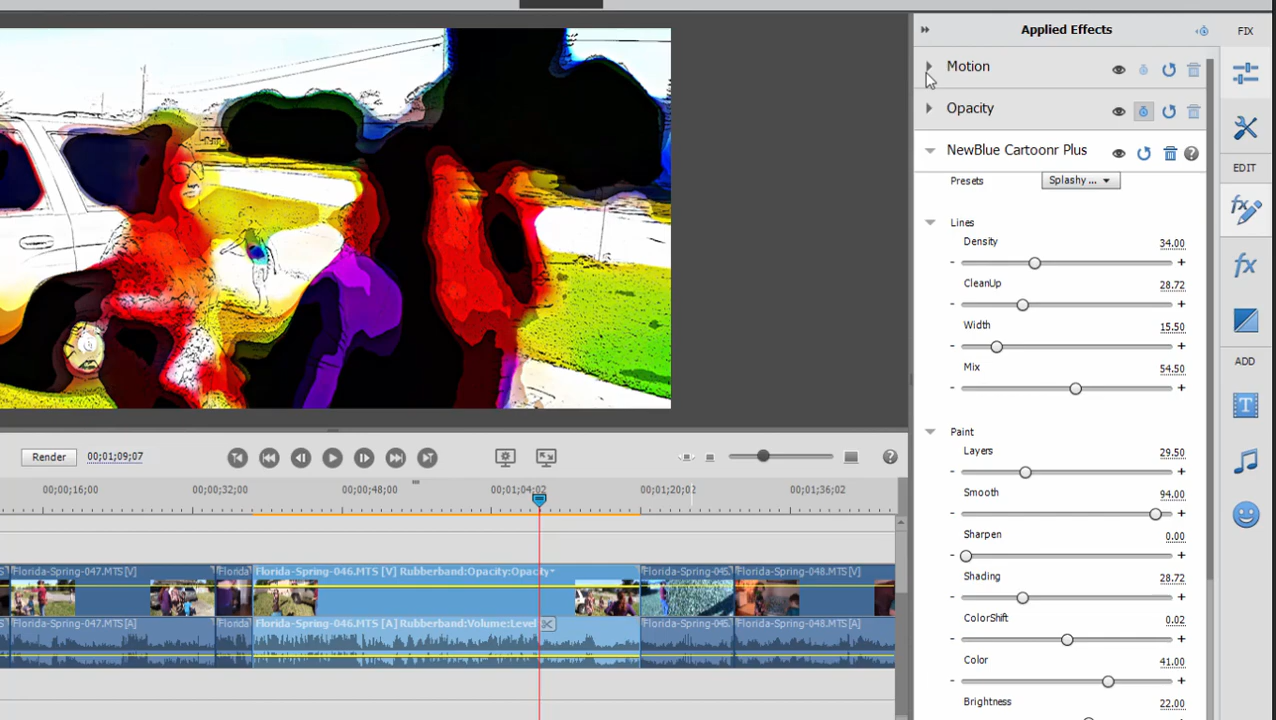 Applied Effects
FIX
Motion
Opacity
NewBlue Cartoonr Plus
EDIT
Presets
Splashy ...
Lines
Density
34.00
CleanUp
28.72
Width
15.50
Mix
54.50
ADD
Paint
Layers
29.50
Smooth
94.00
Sharpen
0.00
Shading
28.72
ColorShift
0.02
Color
41.00
Brightness
22.00
Render
00;01;09;07
00;00;16;00
00;00;32;00
00;00;48;00
00;01;04;02
00;01;20;02
00;01;36;02
Florida-Spring-047.MTS[V]
Florida-Spring-046.MTS [V] Rubberband:Opacity:Opacity
Florida-Spring-045.
Florida-Spring-048.MTS[V]
Florida-Spring-047.MTS[A]
Florida-Spring-046.MTS [A] Rubberband:Volume:Level
Florida-Spring-045.
Florida-Spring-048.MTS[A]